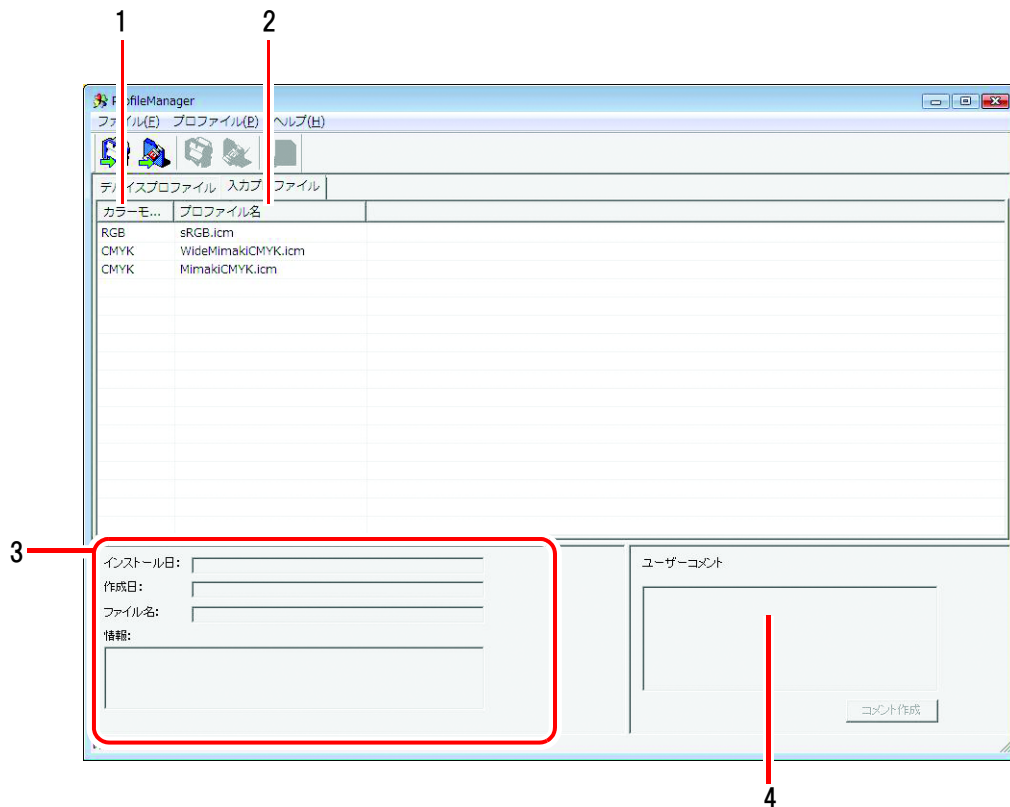 1 2
ProfileManager
ファイル(F) プロファイル(P) ヘルプ(H)
デバイスプロファイル 入力プロファイル
カラーモ... プロファイル名
RGB sRGB.icm
CMYK WideMimakiCMYK.icm
CMYK MimakiCMYK.icm
3
インストール日: ユーザーコメント
作成日:
ファイル名:
情報:
コメント作成
4